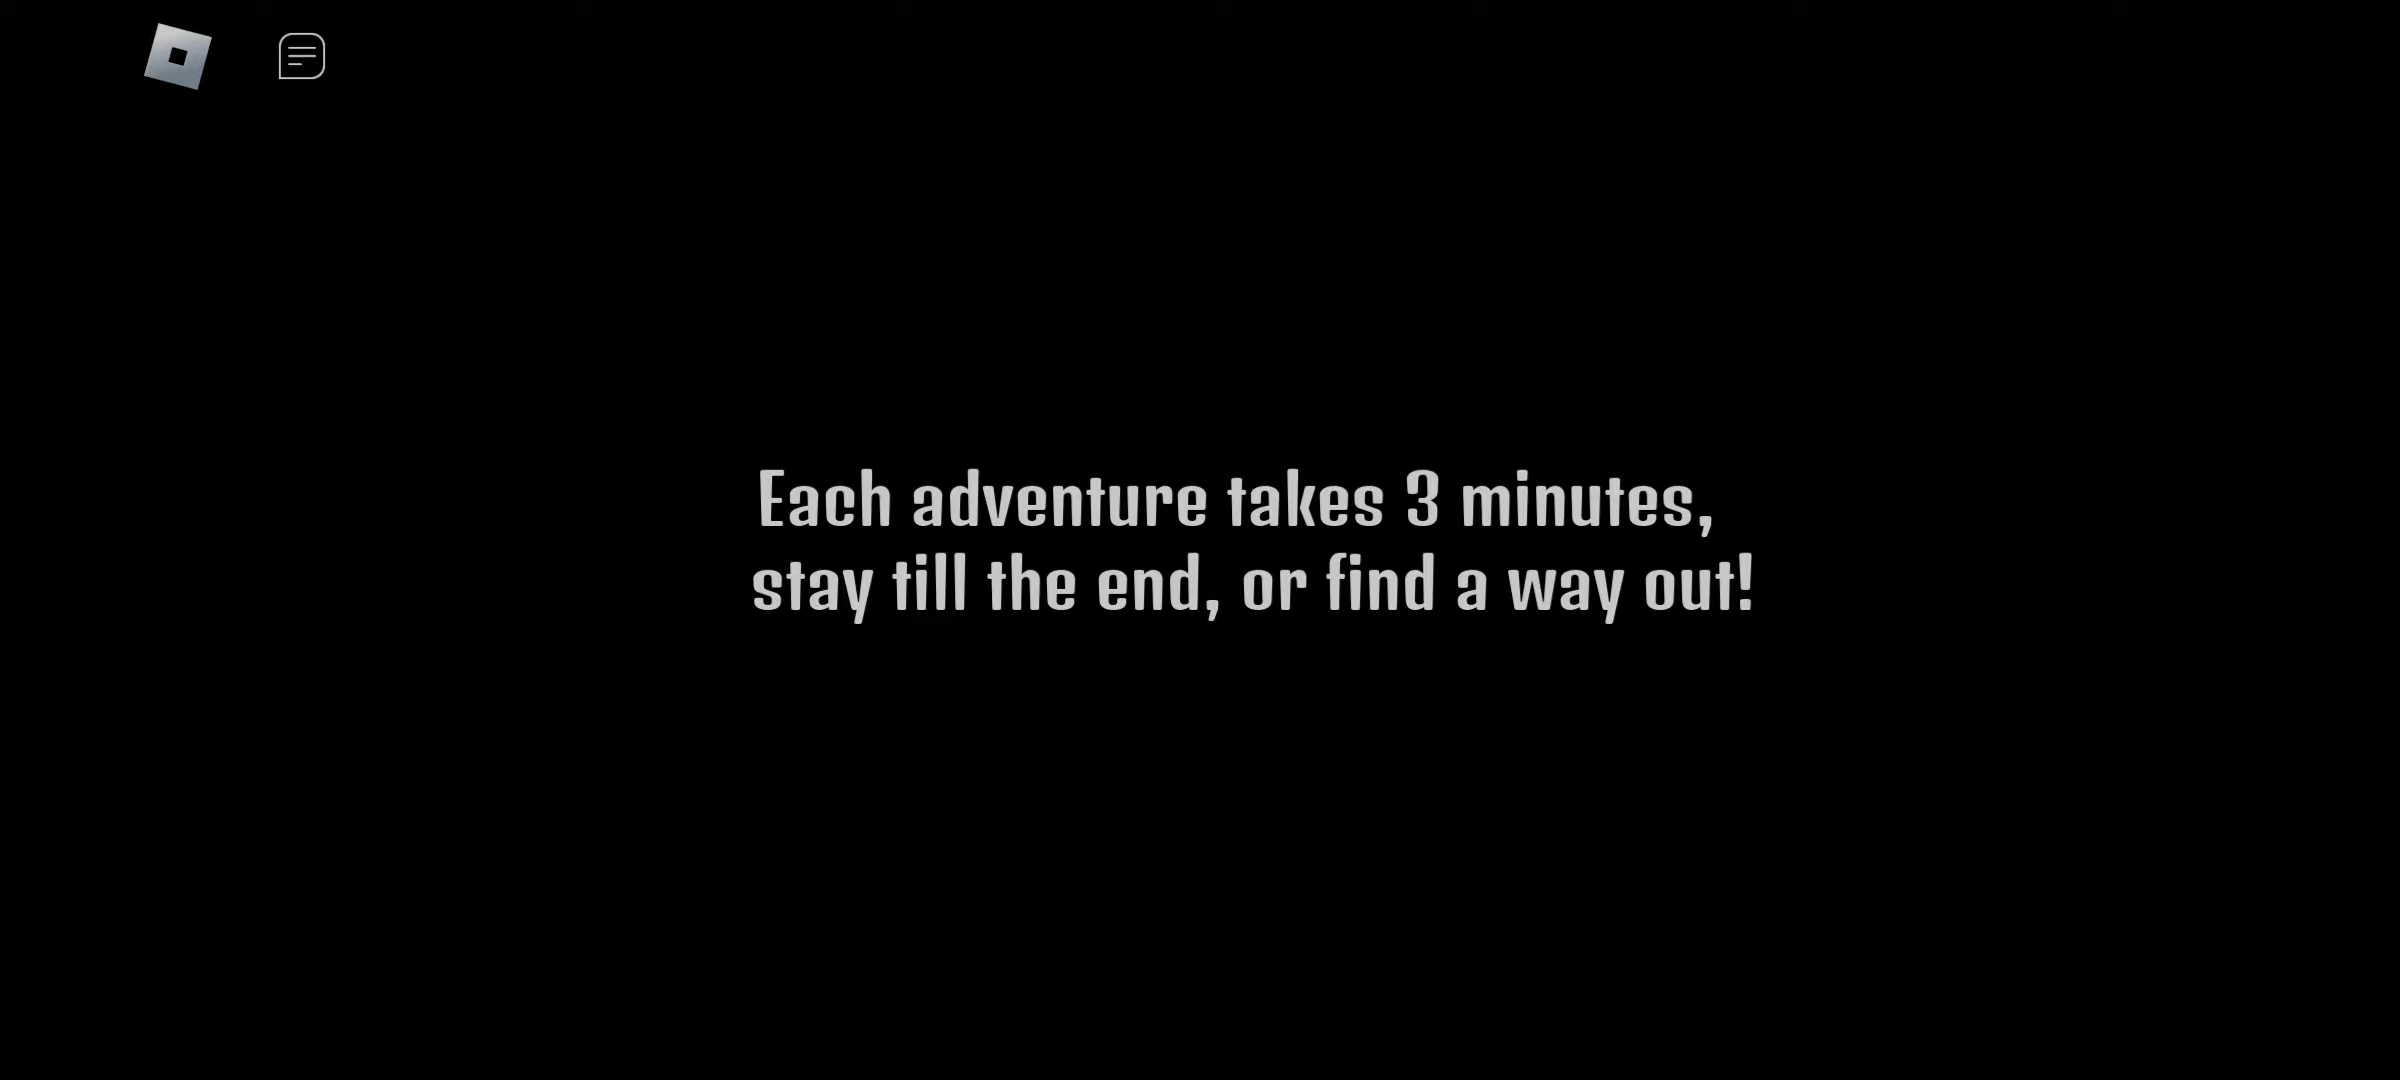 Each adventure takes 3 minutes,
stay till the end, or find a way out!